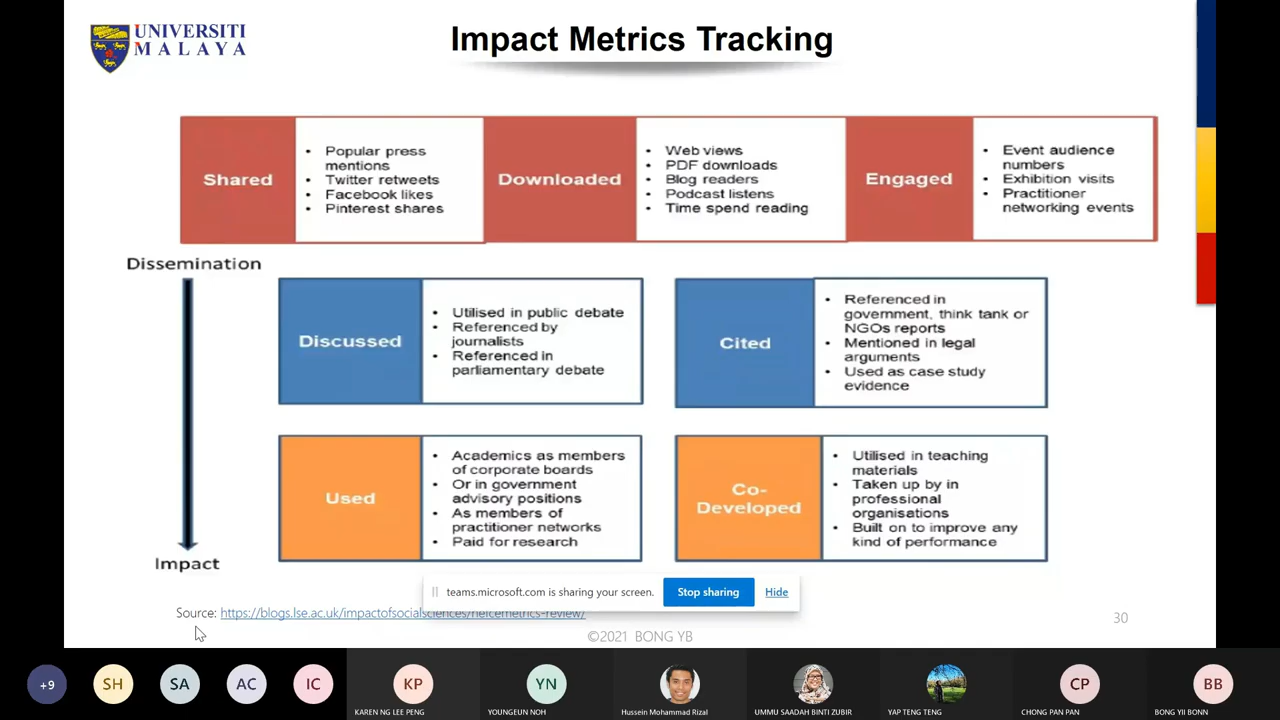 UNIVERSITI
MALAYA
Impact Metrics Tracking
Shared
• Popular press
mentions
• Twitter retweets
• Facebook likes
• Pinterest shares
Downloaded
• Web views
• PDF downloads
• Blog readers
• Podcast listens
• Time spend reading
Engaged
• Event audience
numbers
• Exhibition visits
• Practitioner
networking events
Dissemination
Discussed
• Utilised in public debate
• Referenced by
journalists
• Referenced in
parliamentary debate
Cited
• Referenced in
government, think tank or
NGOs reports
• Mentioned in legal
arguments
• Used as case study
evidence
Used
• Academics as members
of corporate boards
• Or in government
advisory positions
• As members of
practitioner networks
• Paid for research
Co-
Developed
• Utilised in teaching
materials
• Taken up by in
professional
organisations
• Built on to improve any
kind of performance
Impact
teams.microsoft.com is sharing your screen.
Stop sharing
Hide
Source: https://blogs.lse.ac.uk/impactofsocialsciences/hefcemetrics-review/
30
©2021 BONG YB
+9
SH
SA
AC
IC
KP
KAREN NG LEE PENG
YN
YOUNGEUN NOH
Hussein Mohammad Rizal
UMMU SAADAH BINTI ZUBIR
YAP TENG TENG
CP
CHONG PAN PAN
BB
BONG YII BONN